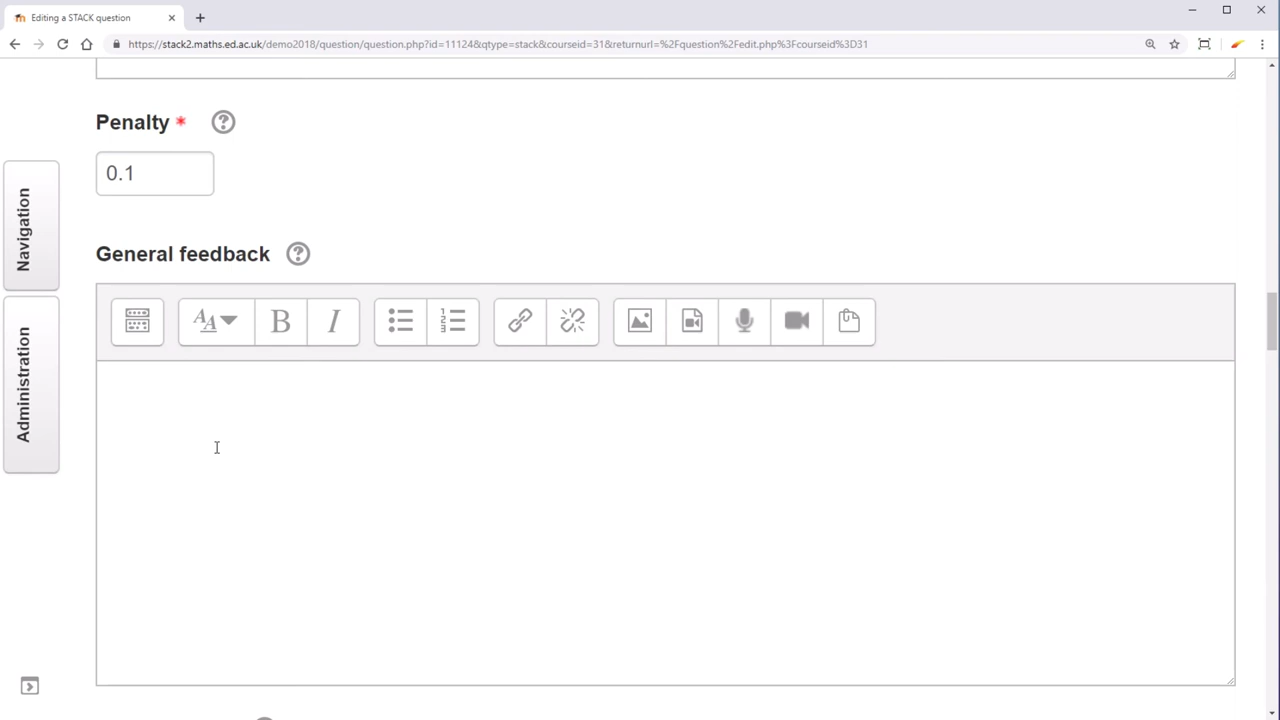 Editing a STACK question
https://stack2.maths.ed.ac.uk/demo2018/question/question.php?id=11124&qtype=stack&courseid=31&returnurl=%2Fquestion%2Fedit.php%3Fcourseid%3D31
Penalty *
0.1
Navigation
General feedback
Administration